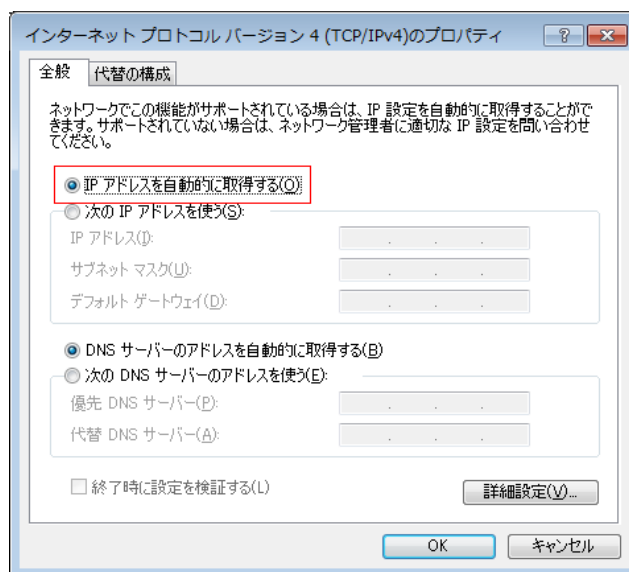 インターネット プロトコル バージョン 4 (TCP/IPv4)のプロパティ
全般
代替の構成
ネットワークでこの機能がサポートされている場合は、IP 設定を自動的に取得することがで
きます。サポートされていない場合は、ネットワーク管理者に適切な IP 設定を問い合わせ
てください。
IP アドレスを自動的に取得する(O)
次の IP アドレスを使う(S):
IP アドレス(I):
サブネット マスク(U):
デフォルト ゲートウェイ(D):
DNS サーバーのアドレスを自動的に取得する(B)
次の DNS サーバーのアドレスを使う(E):
優先 DNS サーバー(P):
代替 DNS サーバー(A):
終了時に設定を検証する(L)
詳細設定(V)...
OK
キャンセル